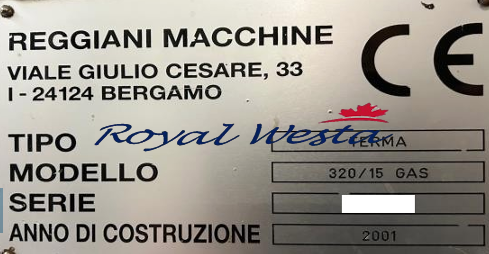 REGGIANI MACCHINE
VIALE GIULIO CESARE, 33
I - 24124 BERGAMO
CE
TIPO TERMA
Royal Westa
MODELLO 320/15 GAS
SERIE
ANNO DI COSTRUZIONE 2001